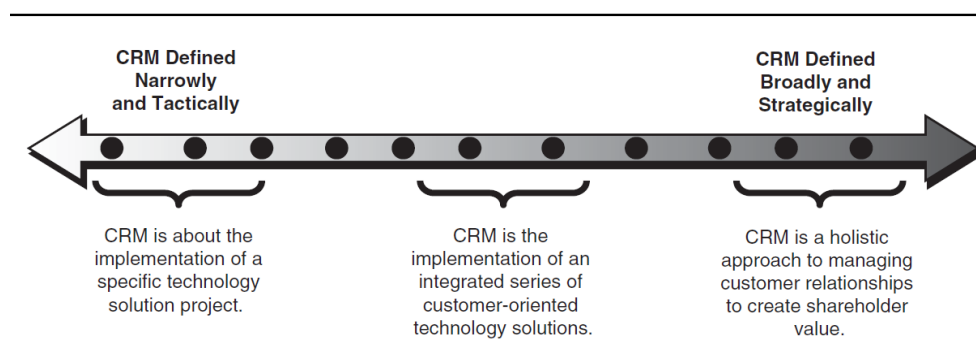 CRM Defined
Narrowly
and Tactically
CRM Defined
Broadly and
Strategically
CRM is about the
implementation of a
specific technology
solution project.
CRM is the
implementation of an
integrated series of
customer-oriented
technology solutions.
CRM is a holistic
approach to managing
customer relationships
to create shareholder
value.